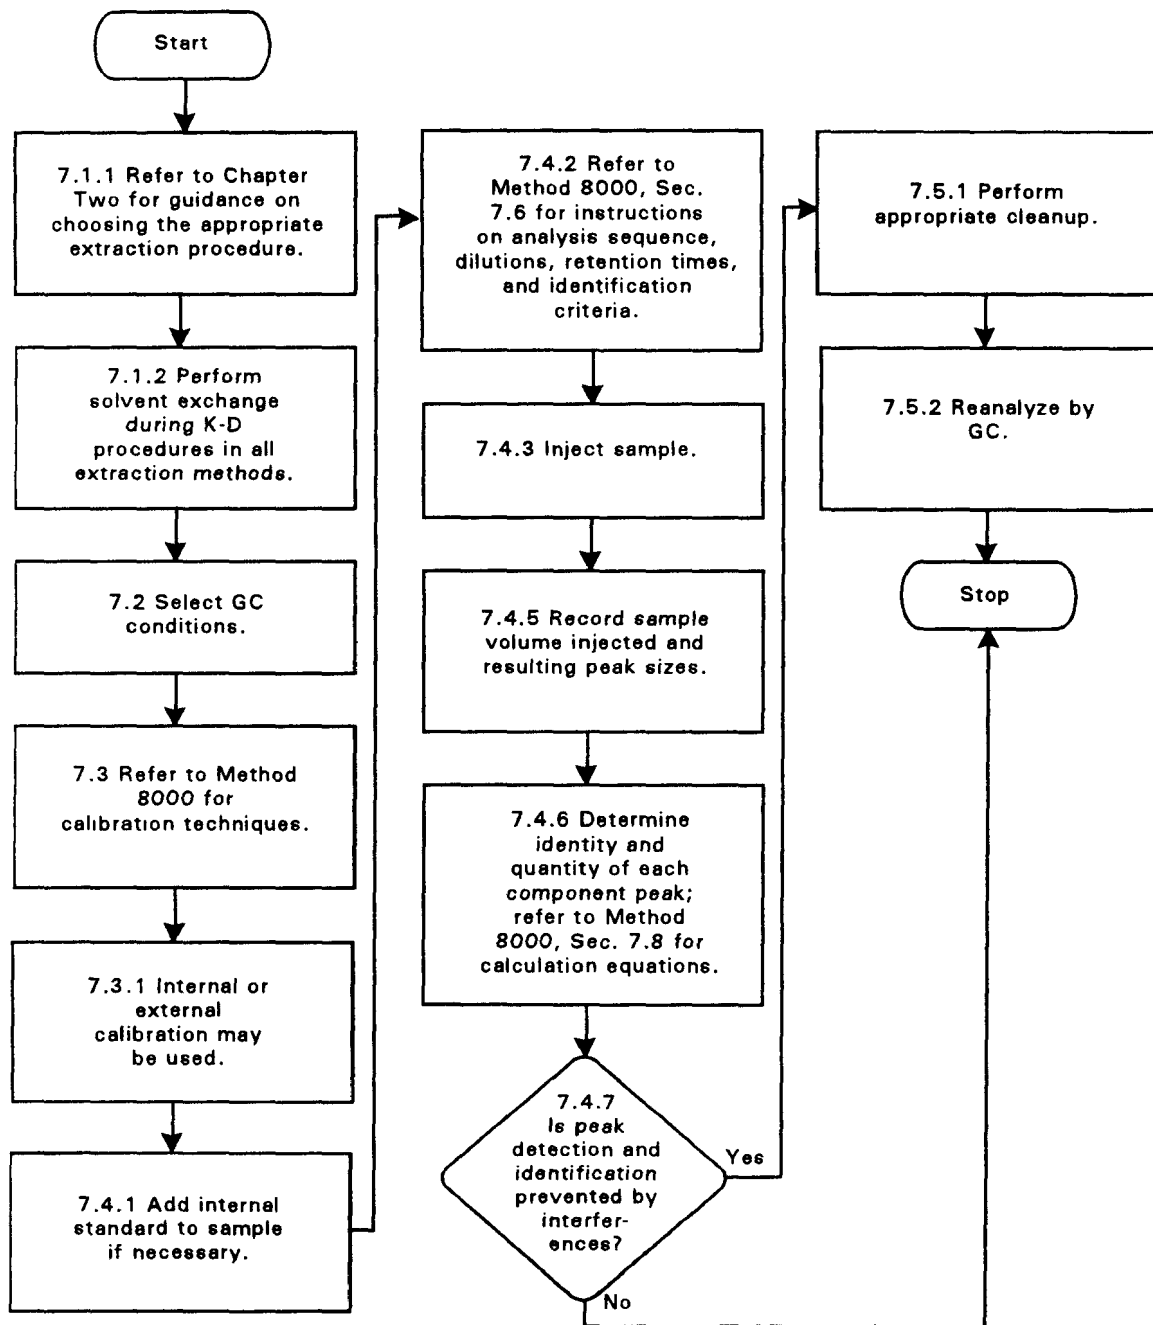 Start
7.1.1 Refer to Chapter
Two for guidance on
choosing the appropriate
extraction procedure.
7.1.2 Perform
solvent exchange
during K-D
procedures in all
extraction methods.
7.2 Select GC
conditions.
7.3 Refer to Method
8000 for
calibration techniques.
7.3.1 Internal or
external
calibration may
be used.
7.4.1 Add internal
standard to sample
if necessary.
7.4.2 Refer to
Method 8000, Sec.
7.6 for instructions
on analysis sequence,
dilutions, retention times,
and identification
criteria.
7.4.3 Inject sample.
7.4.5 Record sample
volume injected and
resulting peak sizes.
7.4.6 Determine
identity and
quantity of each
component peak;
refer to Method
8000, Sec. 7.8 for
calculation equations.
7.4.7
Is peak
detection and
identification
prevented by
interfer-
ences?
Yes
No
7.5.1 Perform
appropriate cleanup.
7.5.2 Reanalyze by
GC.
Stop